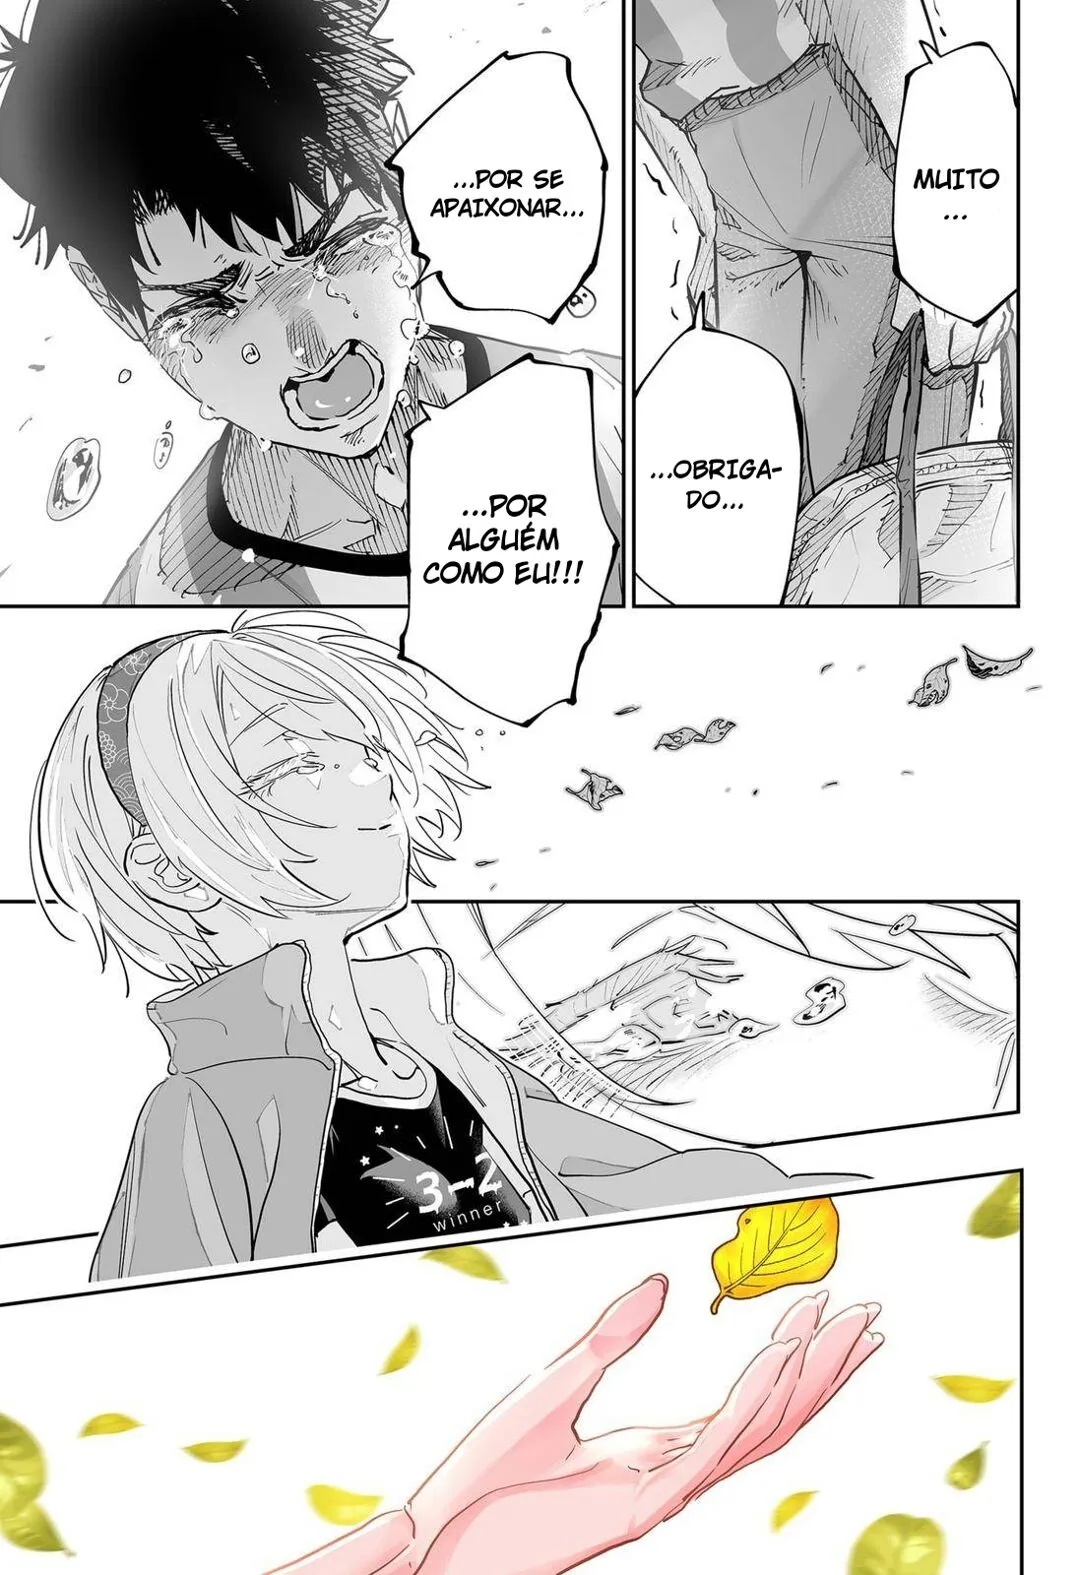 MUITO
...
...OBRIGA-
DO...
...POR SE
APAIXONAR...
...POR
ALGUÉM
COMO EU!!!
3-2
winner